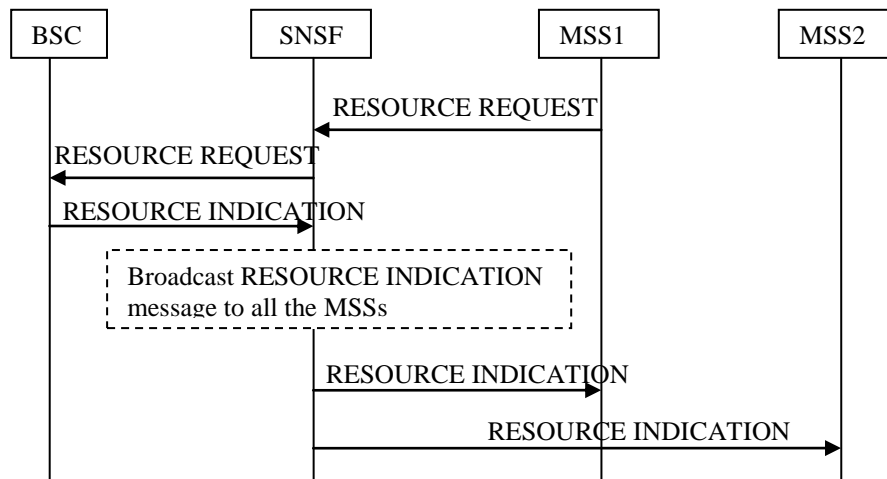 BSC
SNSF
MSS1
MSS2
RESOURCE REQUEST
RESOURCE REQUEST
RESOURCE INDICATION
Broadcast RESOURCE INDICATION
message to all the MSSs
RESOURCE INDICATION
RESOURCE INDICATION